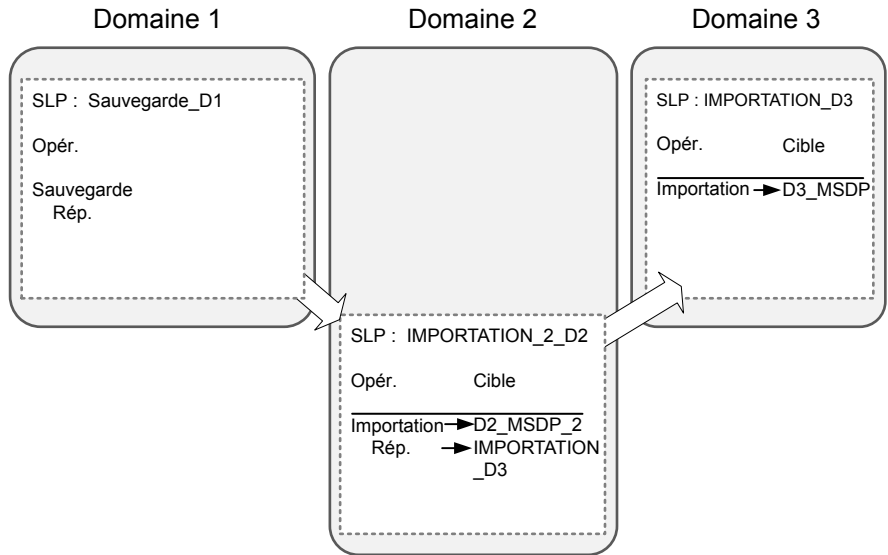 Domaine 1
Domaine 2
Domaine 3
SLP : Sauvegarde_D1
Opér.
Sauvegarde
Rép.
SLP : IMPORTATION_2_D2
Opér. Cible
Importation D2_MSDP_2
Rép. IMPORTATION
_D3
SLP : IMPORTATION_D3
Opér. Cible
Importation D3_MSDP